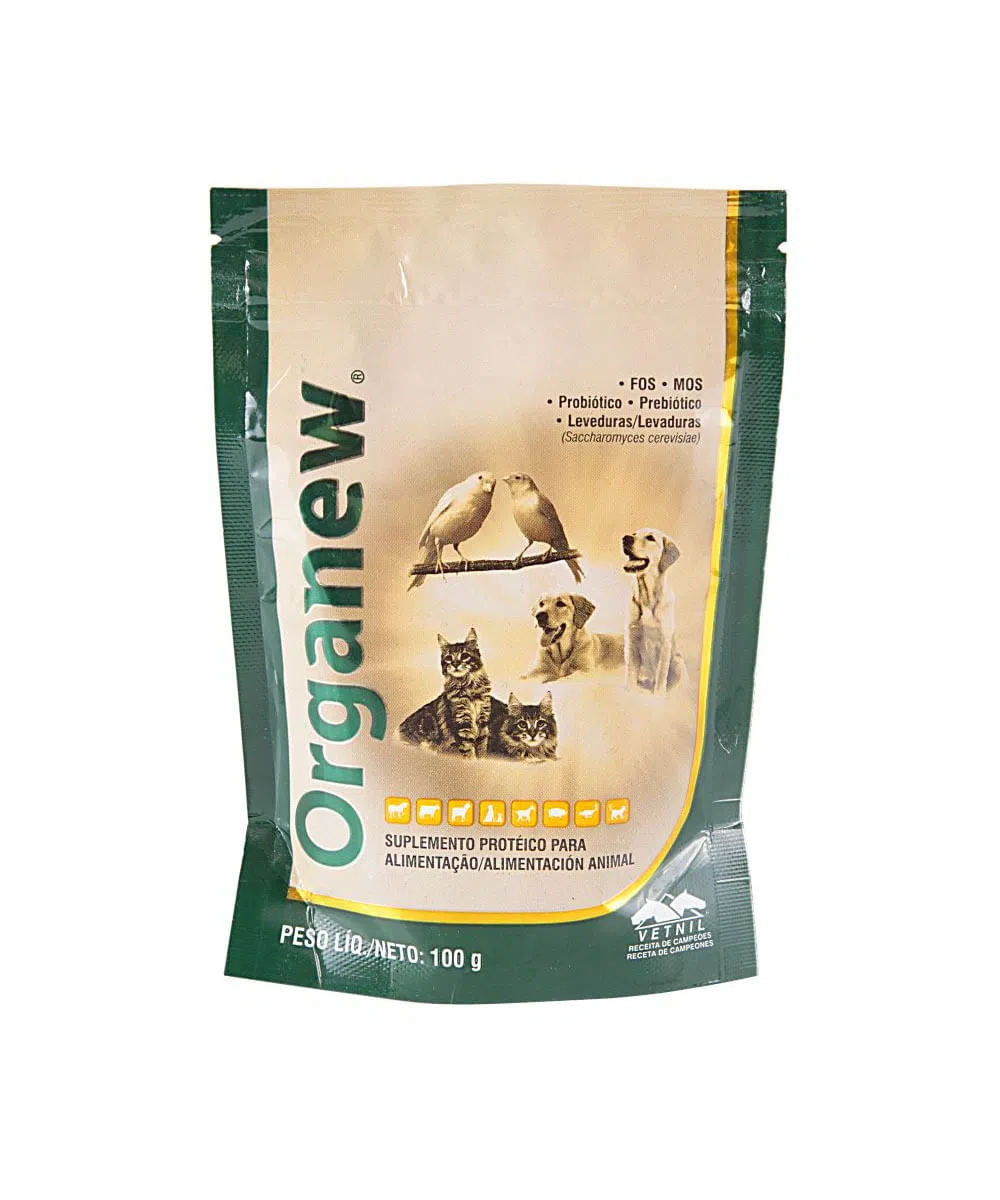 Organew®
• FOS • MOS
• Probiótico • Prebiótico
• Leveduras/Levaduras
(Saccharomyces cerevisiae)
SUPLEMENTO PROTÉICO PARA
ALIMENTAÇÃO/ALIMENTACIÓN ANIMAL
PESO LÍQ./NETO: 100 g
VETNIL®
RECEITA DE CAMPEÕES
RECETA DE CAMPEONES